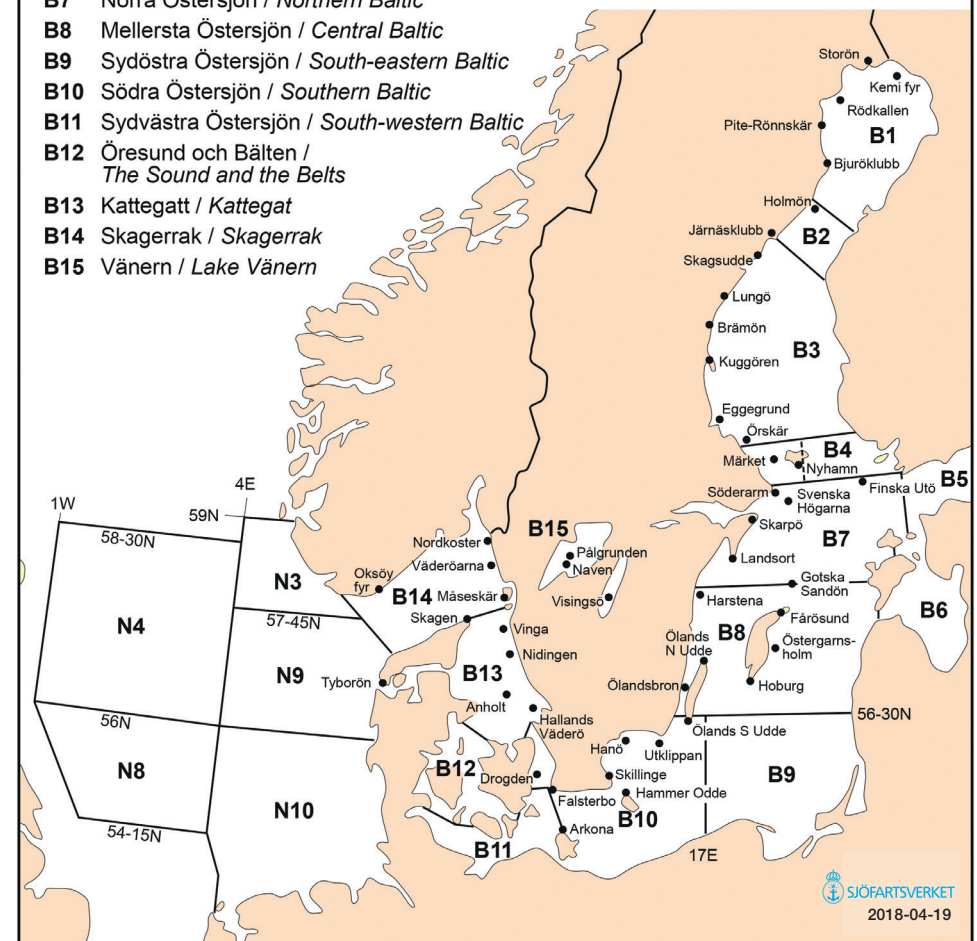 B7 Norra Östersjön / Northern Baltic
B8 Mellersta Östersjön / Central Baltic
B9 Sydöstra Östersjön / South-eastern Baltic
B10 Södra Östersjön / Southern Baltic
B11 Sydvästra Östersjön / South-western Baltic
B12 Öresund och Bälten /
The Sound and the Belts
B13 Kattegatt / Kattegat
B14 Skagerrak / Skagerrak
B15 Vänern / Lake Vänern
Storön
Kemi fyr
Rödkallen
Pite-Rönnskär
B1
Bjuröklubb
Holmön
Järnäsklubb
B2
Skagsudde
Lungö
Brämön
B3
Kuggören
Eggegrund
Örskär
B4
Märket
Nyhamn
B5
Finska Utö
Söderarm
Svenska
Högarna
Skarpö
B7
Landsort
Gotska
Sandön
B6
Harstena
Fårösund
B8
Ölands
N Udde
Östergarns-
holm
Ölandsbron
Hoburg
56-30N
Ölands S Udde
1W
4E
59N
58-30N
N3
57-45N
N4
N9
56N
N8
54-15N
N10
Nordkoster
B15
Väderöarna
Pålgrunden
Naven
Oksöy
fyr
B14
Måseskär
Visingsö
Skagen
Vinga
Nidingen
B13
Tyborön
Anholt
Hallands
Väderö
Hanö
Utklippan
B12
Drogden
Skillinge
B9
Hammer Odde
Falsterbo
B10
Arkona
B11
17E
SJÖFARTSVERKET
2018-04-19